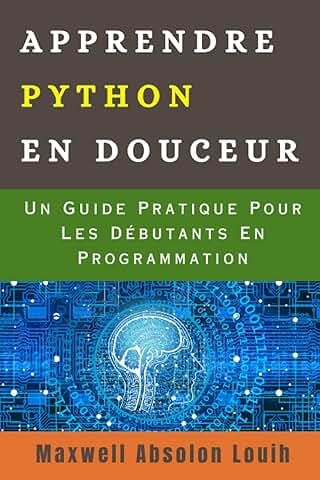 APPRENDRE
PYTHON
EN DOUCEUR
Un Guide Pratique Pour
Les Débutants En
Programmation
Maxwell Absolon Louih